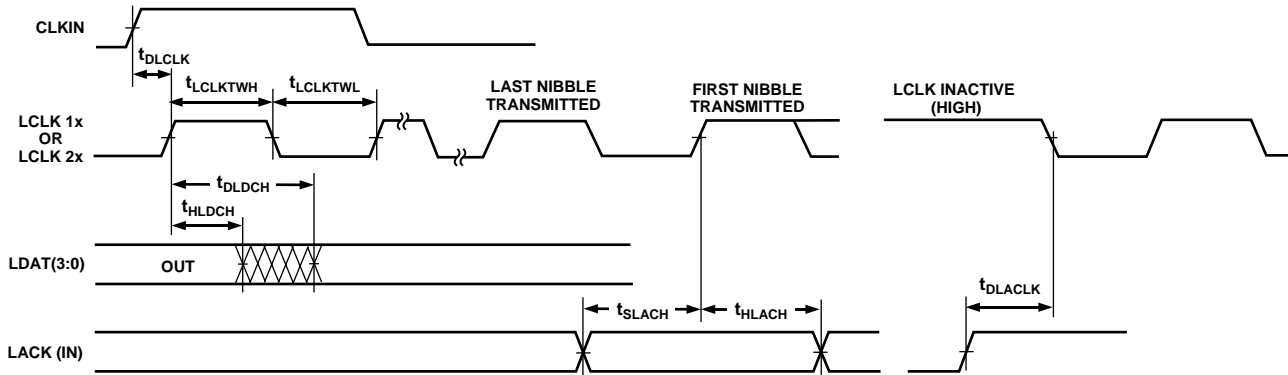 CLKIN
tDLCLK
tLCLKTWH
tLCLKTWL
LAST NIBBLE
TRANSMITTED
FIRST NIBBLE
TRANSMITTED
LCLK INACTIVE
(HIGH)
LCLK 1x
OR
LCLK 2x
tDLDCH
tHLDCH
LDAT(3:0)
OUT
tSLACH
tHLACH
tDLACLK
LACK (IN)